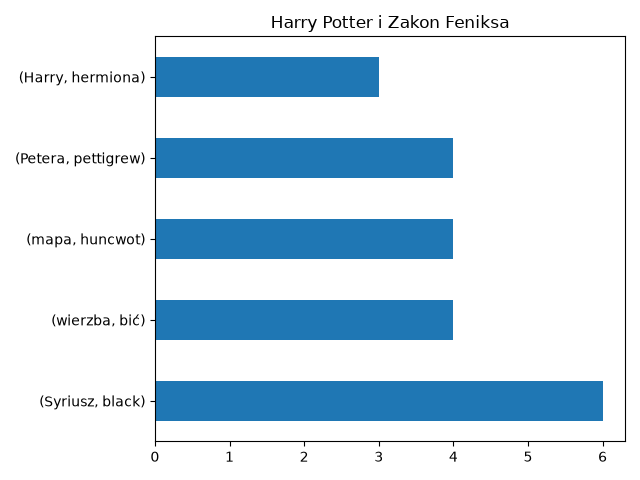 Harry Potter i Zakon Feniksa
(Harry, hermiona)
(Petera, pettigrew)
(mapa, huncwot)
(wierzba, bić)
(Syriusz, black)
0 1 2 3 4 5 6